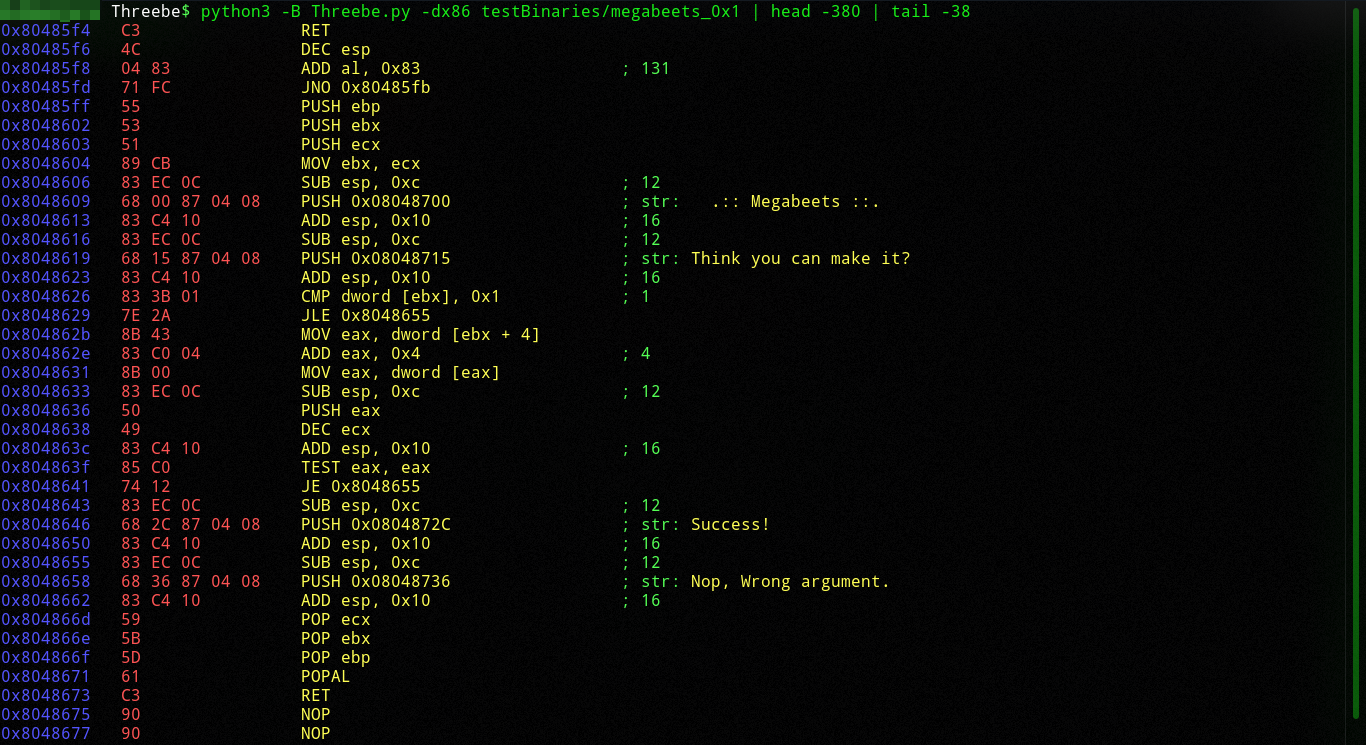 Threebe$ python3 -B Threebe.py -dx86 testBinaries/megabeets_0x1 | head -380 | tail -38
0x80485f4 C3 RET
0x80485f6 4C DEC esp
0x80485f8 04 83 ADD al, 0x83 ; 131
0x80485fd 71 FC JNO 0x80485fb
0x80485ff 55 PUSH ebp
0x8048602 53 PUSH ebx
0x8048603 51 PUSH ecx
0x8048604 89 CB MOV ebx, ecx
0x8048606 83 EC 0C SUB esp, 0xc ; 12
0x8048609 68 00 87 04 08 PUSH 0x08048700 ; str: .:: Megabeets ::.
0x8048613 83 C4 10 ADD esp, 0x10 ; 16
0x8048616 83 EC 0C SUB esp, 0xc ; 12
0x8048619 68 15 87 04 08 PUSH 0x08048715 ; str: Think you can make it?
0x8048623 83 C4 10 ADD esp, 0x10 ; 16
0x8048626 83 3B 01 CMP dword [ebx], 0x1 ; 1
0x8048629 7E 2A JLE 0x8048655
0x804862b 8B 43 MOV eax, dword [ebx + 4]
0x804862e 83 C0 04 ADD eax, 0x4 ; 4
0x8048631 8B 00 MOV eax, dword [eax]
0x8048633 83 EC 0C SUB esp, 0xc ; 12
0x8048636 50 PUSH eax
0x8048638 49 DEC ecx
0x804863c 83 C4 10 ADD esp, 0x10 ; 16
0x804863f 85 C0 TEST eax, eax
0x8048641 74 12 JE 0x8048655
0x8048643 83 EC 0C SUB esp, 0xc ; 12
0x8048646 68 2C 87 04 08 PUSH 0x0804872C ; str: Success!
0x8048650 83 C4 10 ADD esp, 0x10 ; 16
0x8048655 83 EC 0C SUB esp, 0xc ; 12
0x8048658 68 36 87 04 08 PUSH 0x08048736 ; str: Nop, Wrong argument.
0x8048662 83 C4 10 ADD esp, 0x10 ; 16
0x804866d 59 POP ecx
0x804866e 5B POP ebx
0x804866f 5D POP ebp
0x8048671 61 POPAL
0x8048673 C3 RET
0x8048675 90 NOP
0x8048677 90 NOP